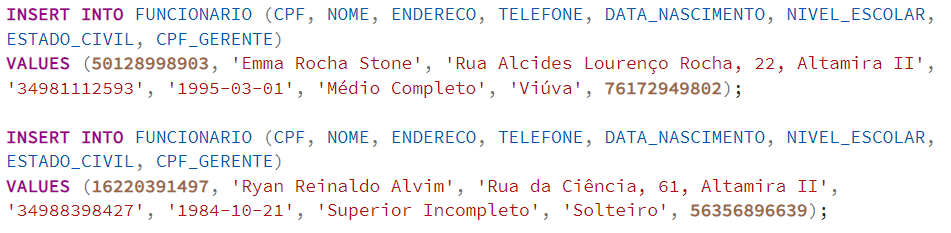 INSERT INTO FUNCIONARIO (CPF, NOME, ENDERECO, TELEFONE, DATA_NASCIMENTO, NIVEL_ESCOLAR,
ESTADO_CIVIL, CPF_GERENTE)
VALUES (50128998903, 'Emma Rocha Stone', 'Rua Alcides Lourenço Rocha, 22, Altamira II',
'34981112593', '1995-03-01', 'Médio Completo', 'Viúva', 76172949802);
INSERT INTO FUNCIONARIO (CPF, NOME, ENDERECO, TELEFONE, DATA_NASCIMENTO, NIVEL_ESCOLAR,
ESTADO_CIVIL, CPF_GERENTE)
VALUES (16220391497, 'Ryan Reinaldo Alvim', 'Rua da Ciência, 61, Altamira II',
'34988398427', '1984-10-21', 'Superior Incompleto', 'Solteiro', 56356896639);